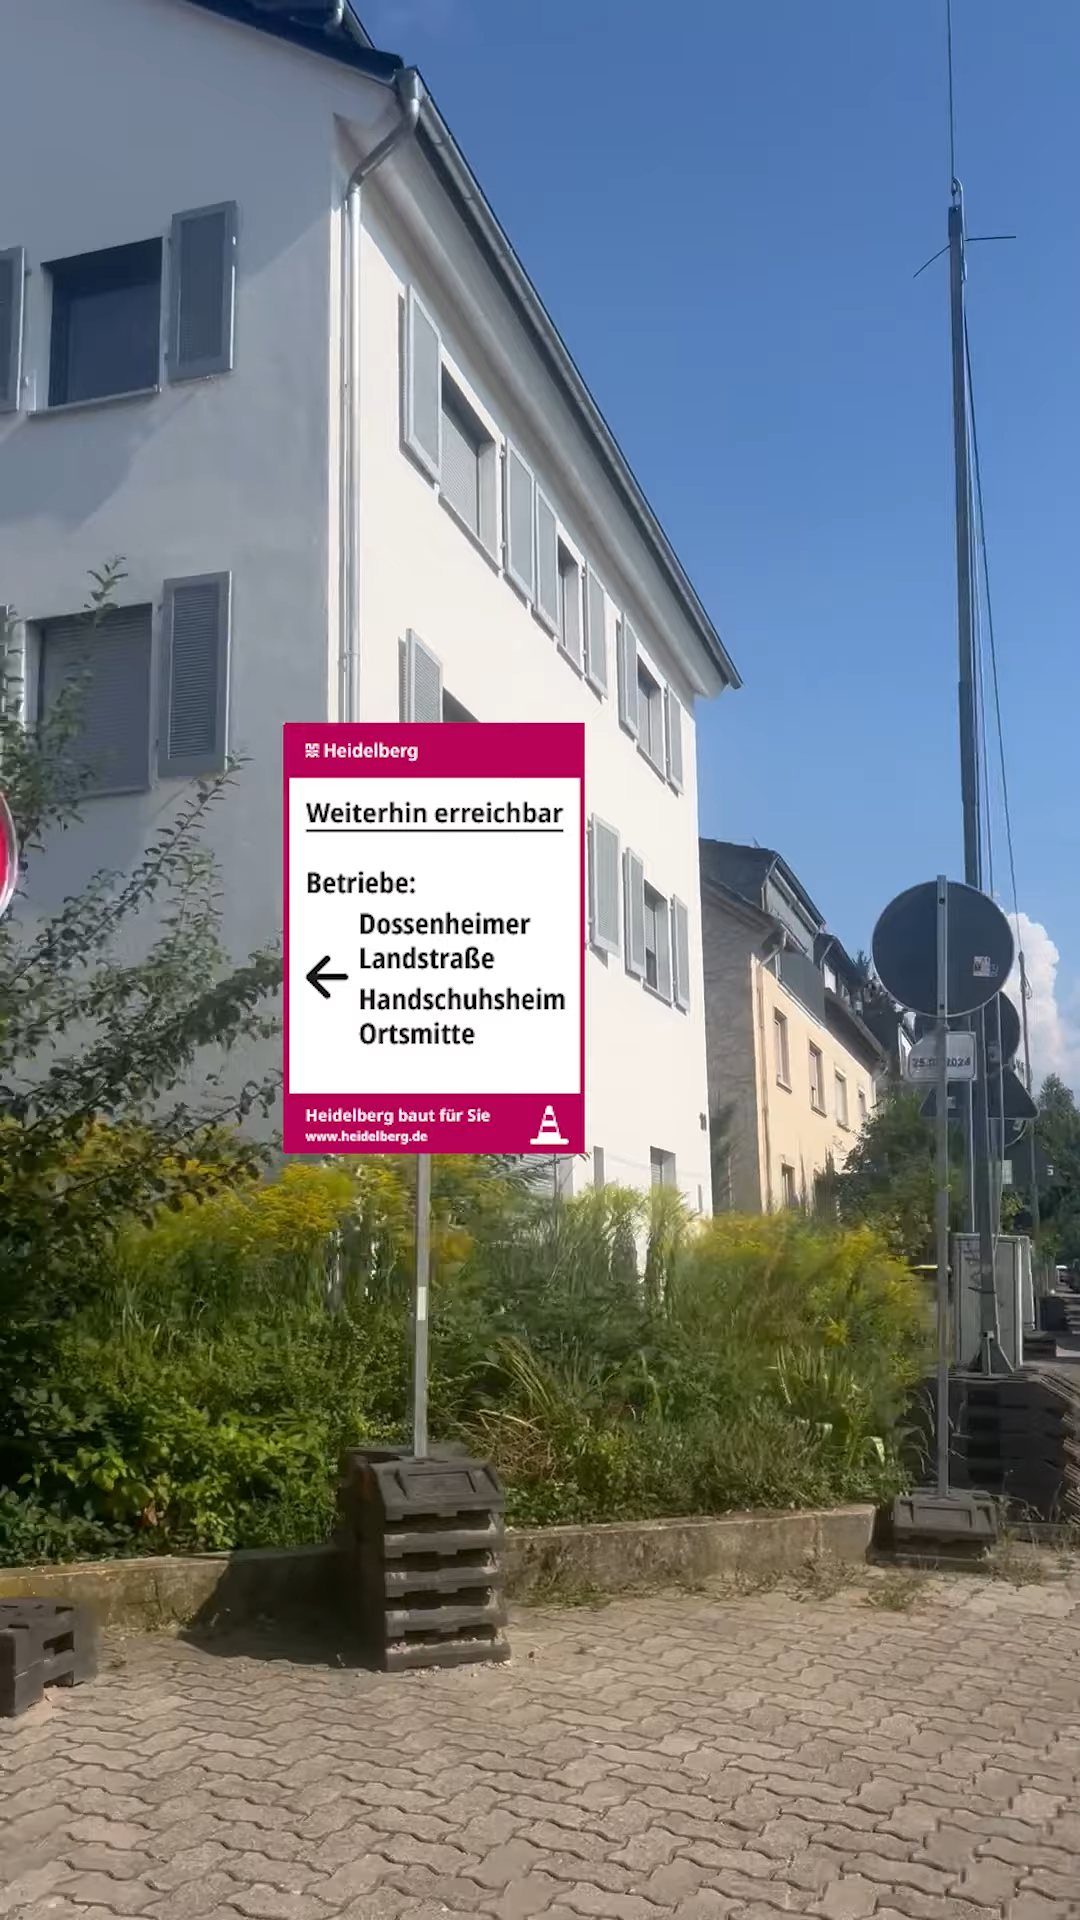 Heidelberg
Weiterhin erreichbar
Betriebe:
Dossenheimer
Landstraße
Handschuhsheim
Ortsmitte
Heidelberg baut für Sie
www.heidelberg.de